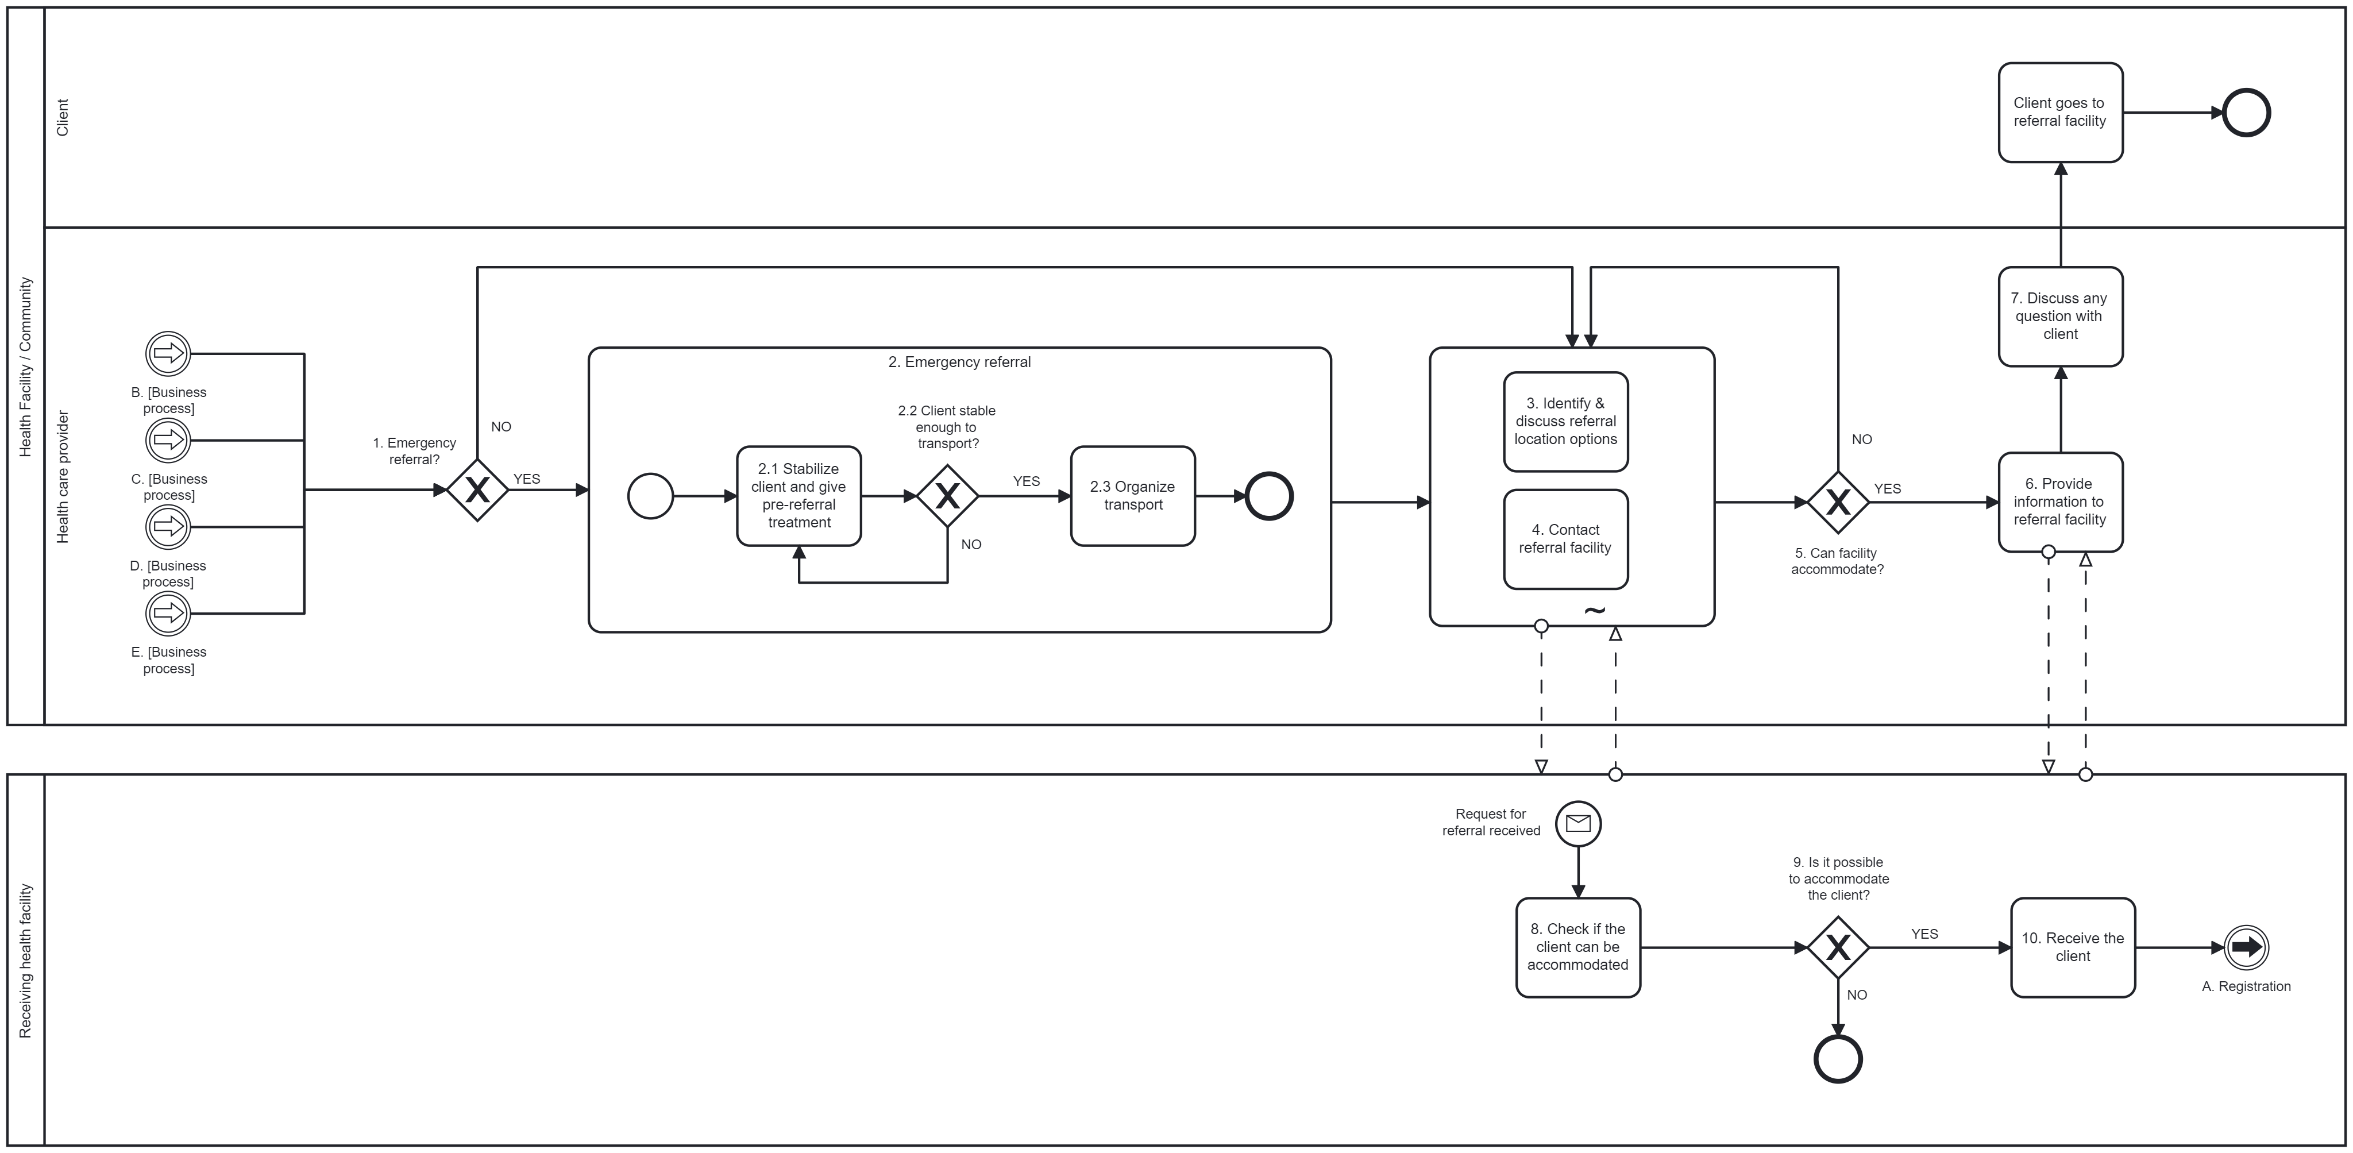 Health Facility / Community
Client
Client goes to
referral facility
Health care provider
B. [Business
process]
C. [Business
process]
D. [Business
process]
E. [Business
process]
1. Emergency
referral?
NO
YES
2. Emergency referral
2.1 Stabilize
client and give
pre-referral
treatment
2.2 Client stable
enough to
transport?
YES
NO
2.3 Organize
transport
3. Identify &
discuss referral
location options
4. Contact
referral facility
~
NO
YES
5. Can facility
accommodate?
6. Provide
information to
referral facility
7. Discuss any
question with
client
Receiving health facility
Request for
referral received
8. Check if the
client can be
accommodated
9. Is it possible
to accommodate
the client?
YES
NO
10. Receive the
client
A. Registration